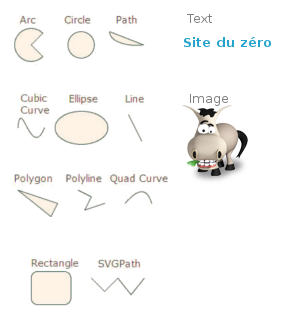 Arc Circle Path Text
Site du zéro
Cubic Curve Ellipse Line Image
Polygon Polyline Quad Curve
Rectangle SVGPath